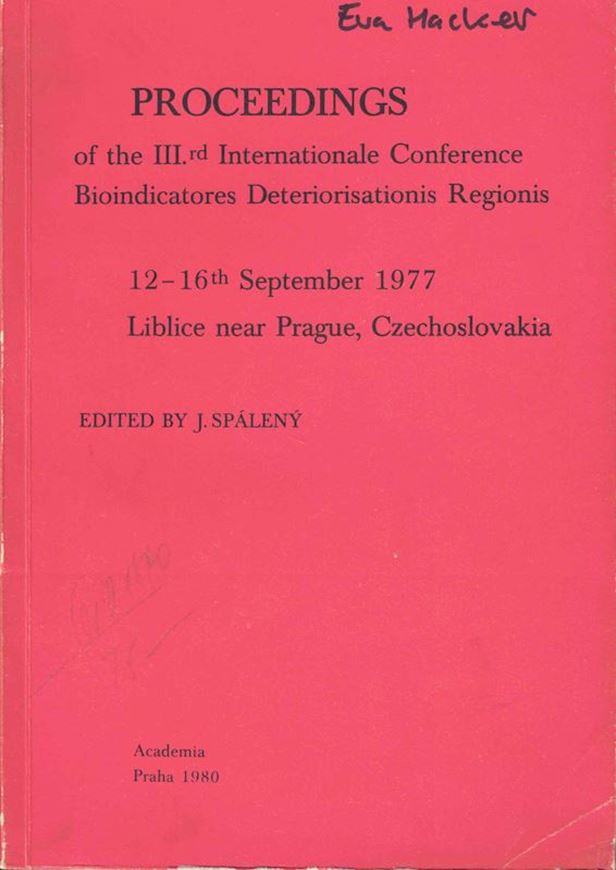 Eva Hacker
PROCEEDINGS
of the III.rd Internationale Conference
Bioindicatores Deteriorisationis Regionis
12–16th September 1977
Liblice near Prague, Czechoslovakia
EDITED BY J. SPÁLENÝ
Academia
Praha 1980